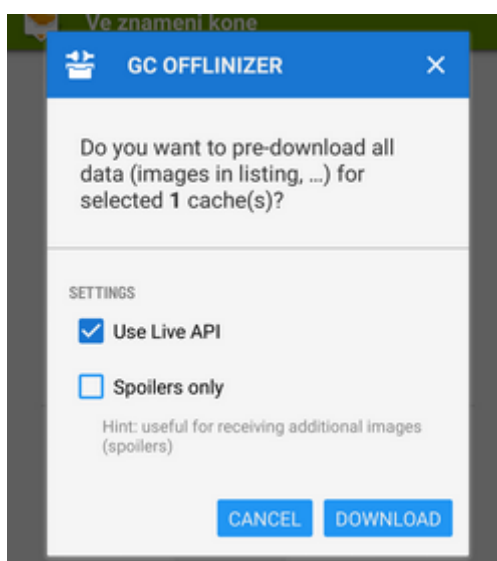 Ve znameni kone
GC OFFLINIZER
Do you want to pre-download all
data (images in listing, ...) for
selected 1 cache(s)?
SETTINGS
Use Live API
Spoilers only
Hint: useful for receiving additional images
(spoilers)
CANCEL DOWNLOAD